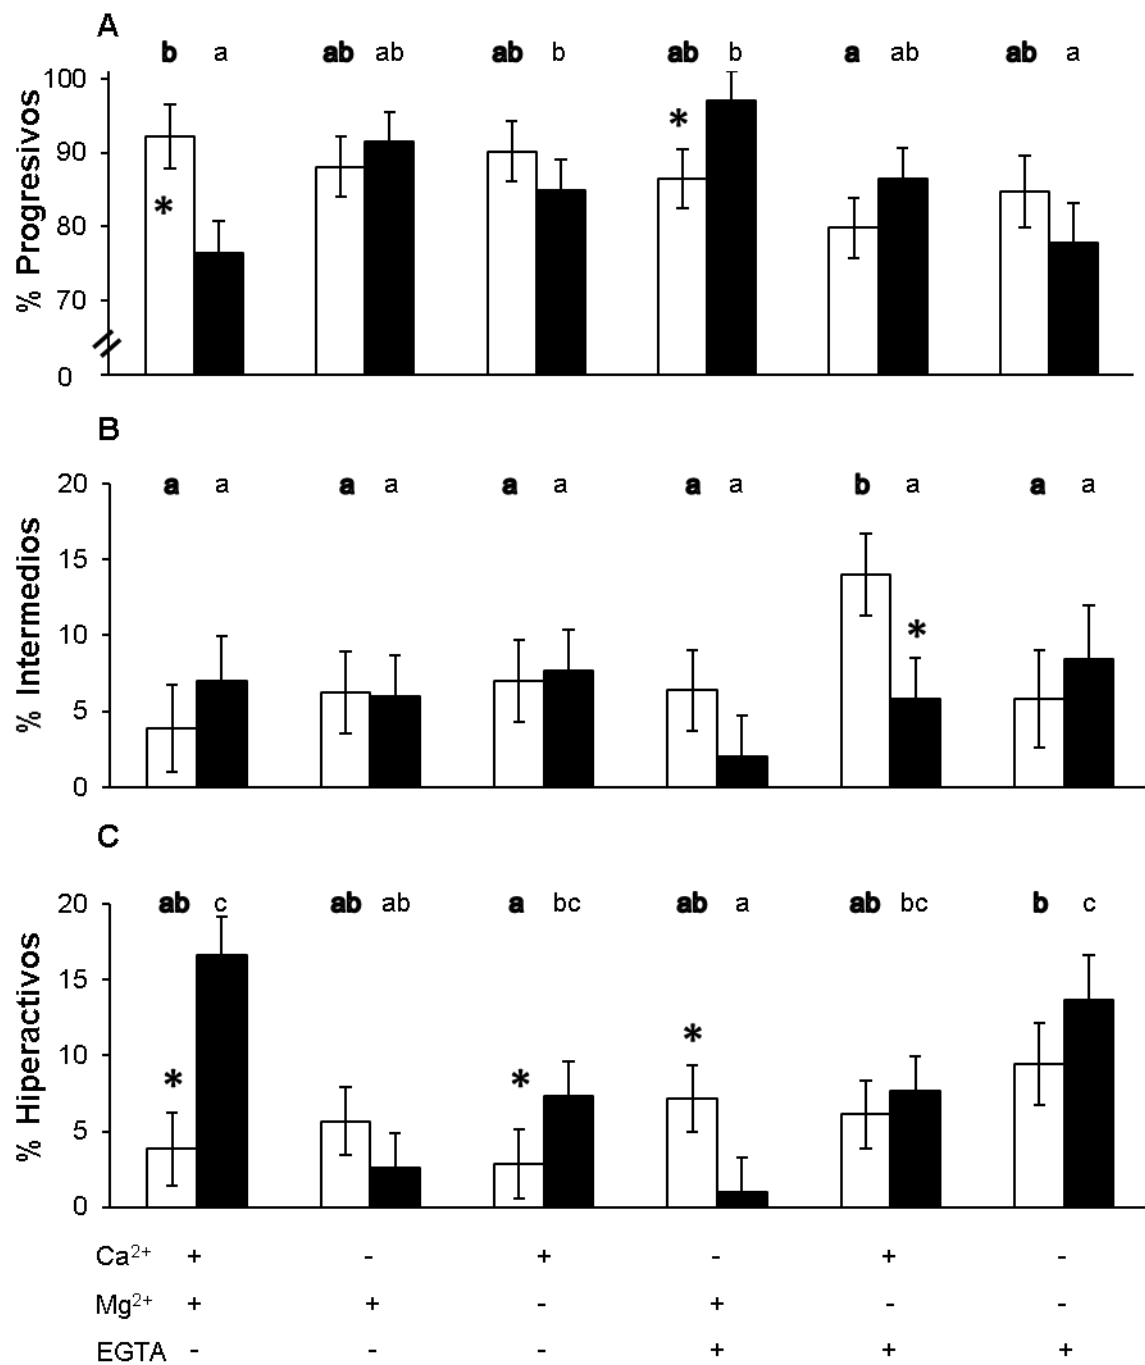 A
b a ab ab ab b ab b a ab ab a
100
*
90
% Progresivos
*
80
70
0
B
20 a a a a a a a a b a a a
15
% Intermedios
10 *
5
0
C
20 ab c ab ab a bc ab a ab bc b c
15
% Hiperactivos
*
10 * *
5
0
Ca2+ + - + - + -
Mg2+ + + - + - -
EGTA - - - + + +